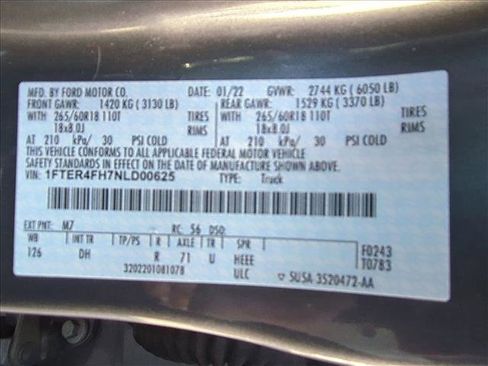 MFD. BY FORD MOTOR CO. DATE: 01/22 GVWR: 2744 KG (6050 LB)
FRONT GAWR: 1420 KG (3130 LB) REAR GAWR: 1529 KG (3370 LB)
WITH 265/60R18 110T TIRES WITH 265/60R18 110T TIRES
18x8.0J RIMS 18x8.0J RIMS
AT 210 kPa/ 30 PSI COLD AT 210 kPa/ 30 PSI COLD
THIS VEHICLE CONFORMS TO ALL APPLICABLE FEDERAL MOTOR VEHICLE
SAFETY STANDARDS IN EFFECT ON THE DATE OF MANUFACTURE SHOWN ABOVE.
VIN: 1FTER4FH7NLD00625 TYPE: Truck
EXT PNT: M7 RC: 56 DSO:
WB INT TR TP/PS R AXLE TR SPR F0243
126 DH R 71 U HEEE T0783
3202201081078 ULC ▽ 5U5A 3520472-AA